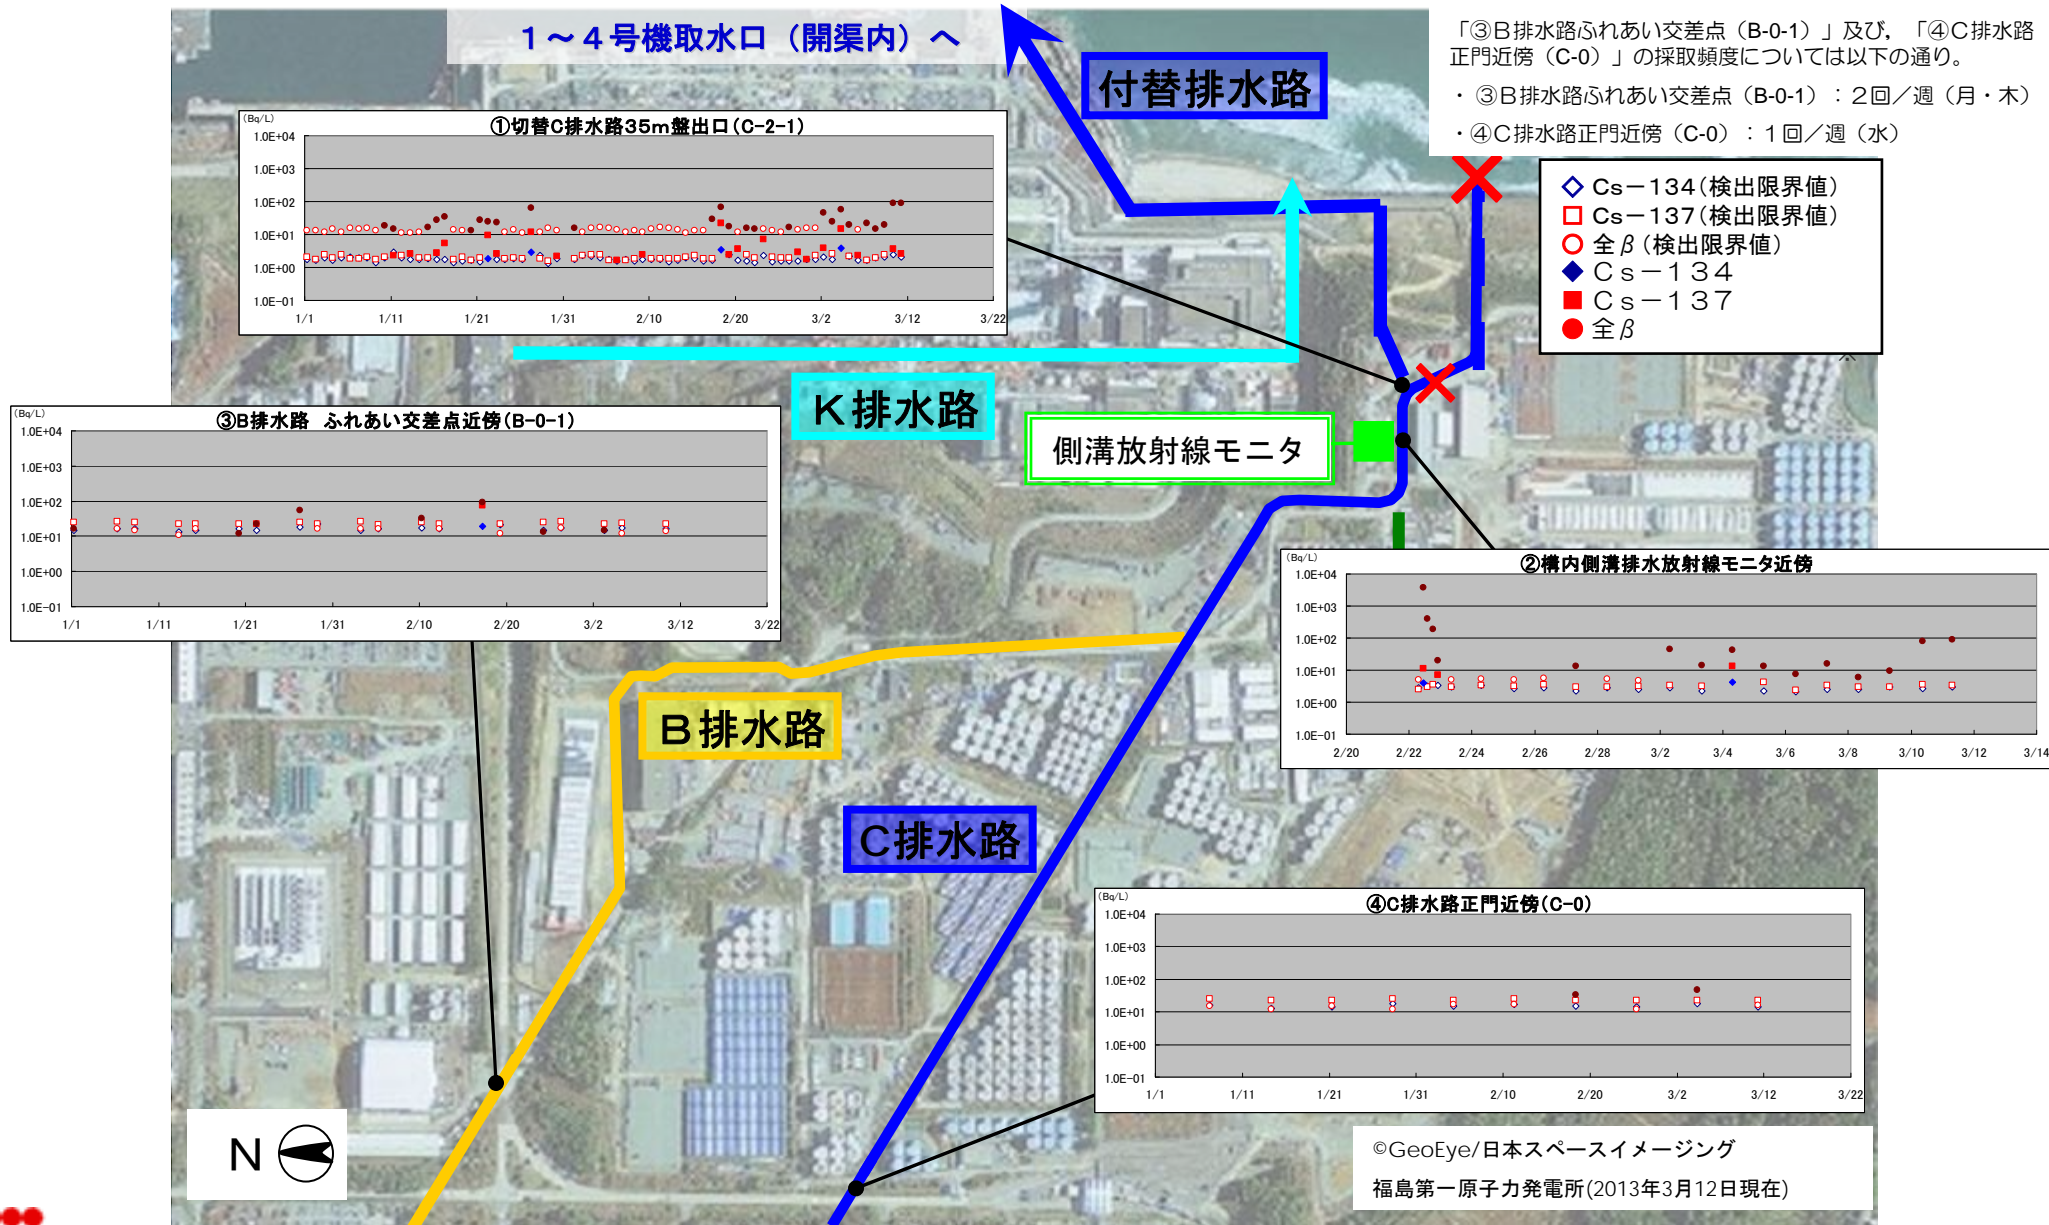 1～4号機取水口（開渠内）へ
付替排水路
「③B排水路ふれあい交差点（B-0-1）」及び，「④C排水路
正門近傍（C-0）」の採取頻度については以下の通り。
・ ③B排水路ふれあい交差点（B-0-1）：2回／週（月・木）
・④C排水路正門近傍（C-0）：1回／週（水）
◇ Cs－134(検出限界値)
□ Cs－137(検出限界値)
○ 全β(検出限界値)
◆ Cs－134
■ Cs－137
● 全β
※
(Bq/L)
①切替C排水路35m盤出口(C-2-1)
1.0E+04
1.0E+03
1.0E+02
1.0E+01
1.0E+00
1.0E-01
1/1 1/11 1/21 1/31 2/10 2/20 3/2 3/12 3/22
K排水路
側溝放射線モニタ
(Bq/L)
③B排水路 ふれあい交差点近傍(B-0-1)
1.0E+04
1.0E+03
1.0E+02
1.0E+01
1.0E+00
1.0E-01
1/1 1/11 1/21 1/31 2/10 2/20 3/2 3/12 3/22
(Bq/L)
②構内側溝排水放射線モニタ近傍
1.0E+04
1.0E+03
1.0E+02
1.0E+01
1.0E+00
1.0E-01
2/20 2/22 2/24 2/26 2/28 3/2 3/4 3/6 3/8 3/10 3/12 3/14
B排水路
C排水路
(Bq/L)
④C排水路正門近傍(C-0)
1.0E+04
1.0E+03
1.0E+02
1.0E+01
1.0E+00
1.0E-01
1/1 1/11 1/21 1/31 2/10 2/20 3/2 3/12 3/22
N
©GeoEye/日本スペースイメージング
福島第一原子力発電所(2013年3月12日現在)